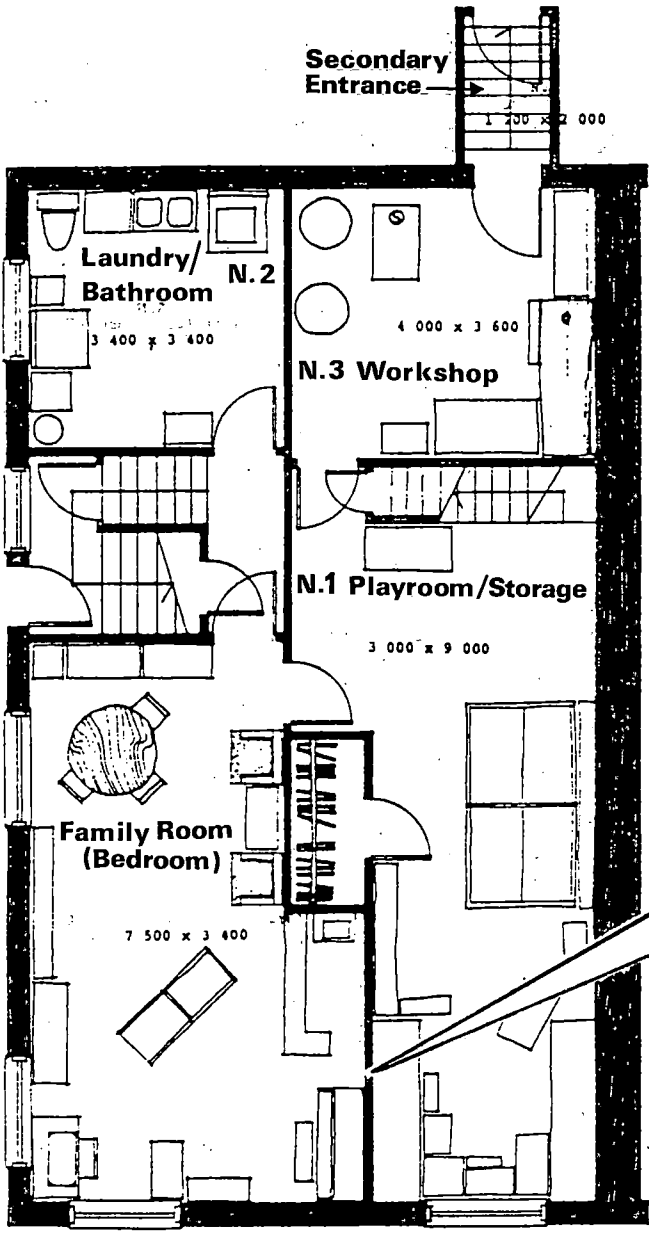 Secondary
Entrance
1 200 x 2 000
Laundry/
Bathroom
N.2
3 400 x 3 400
4 000 x 3 600
N.3 Workshop
N.1 Playroom/Storage
3 000 x 9 000
Family Room
(Bedroom)
7 500 x 3 400